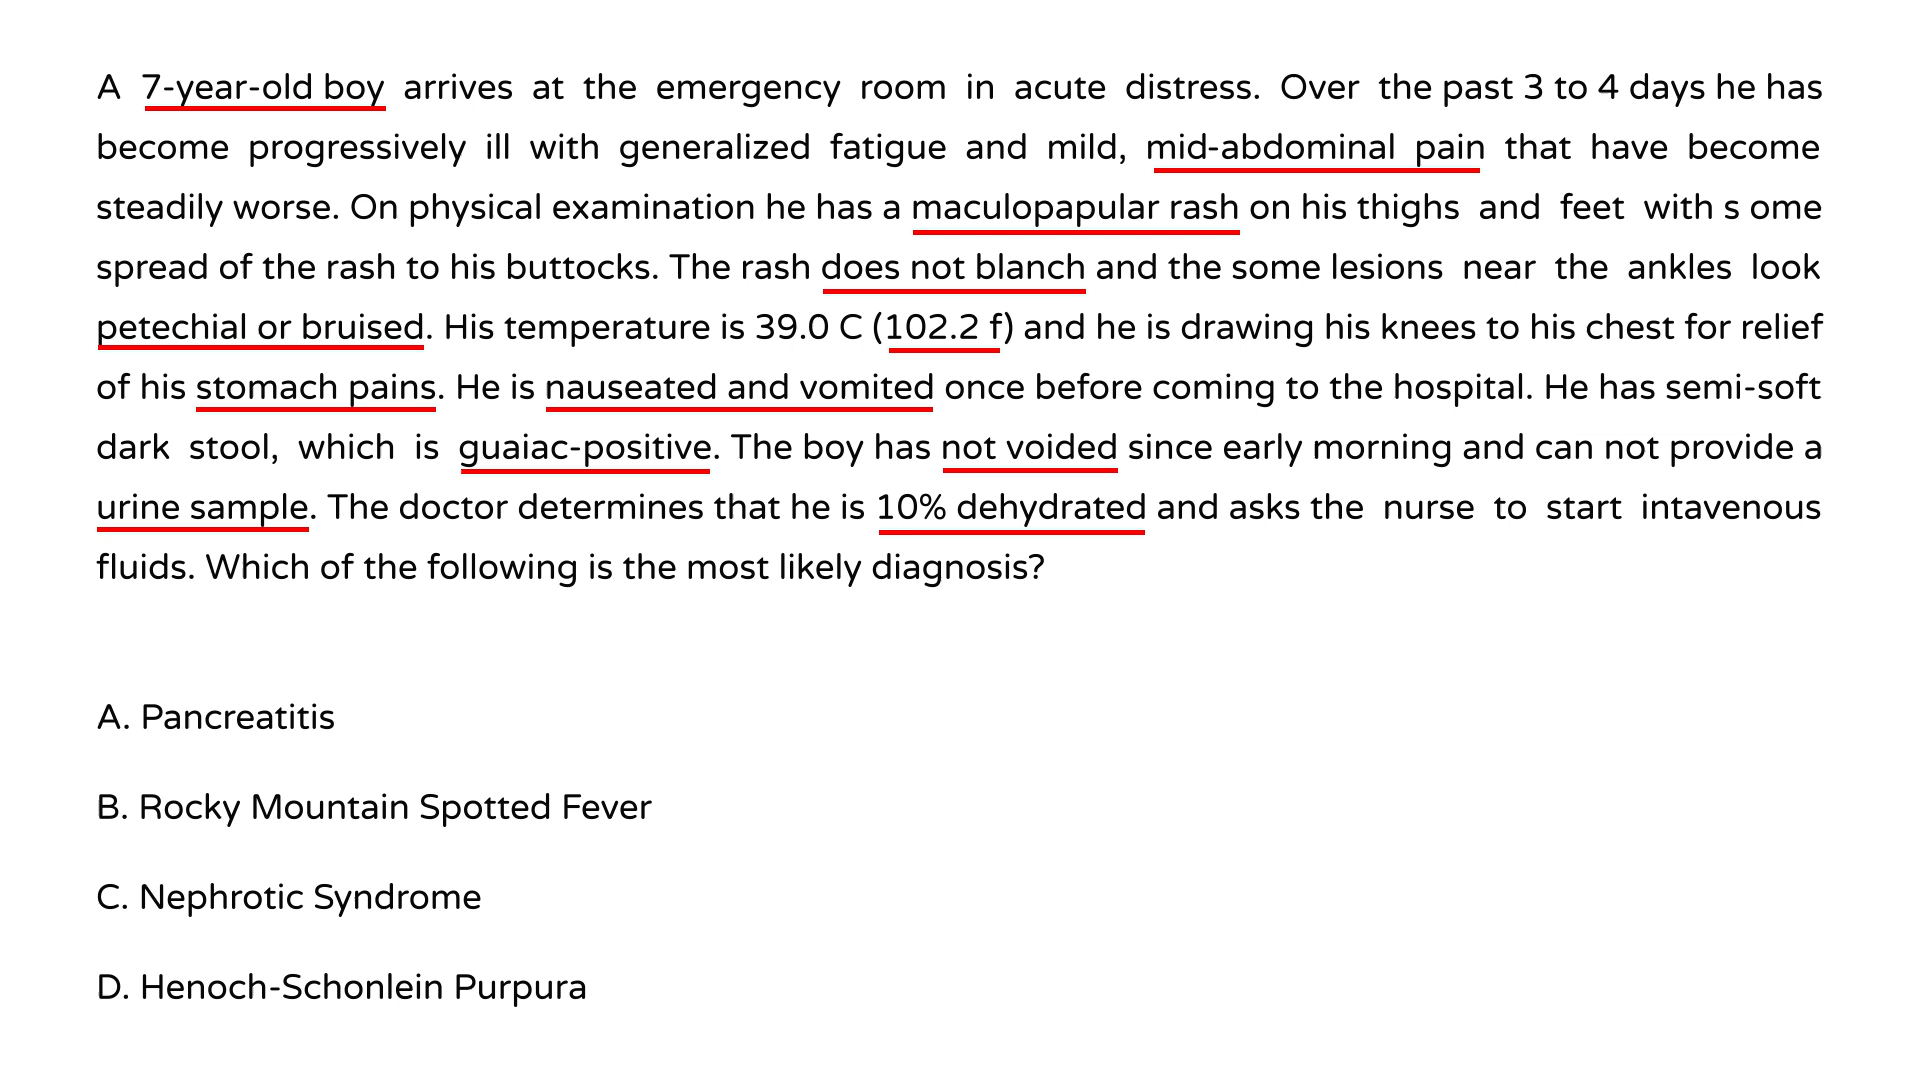 A 7-year-old boy arrives at the emergency room in acute distress. Over the past 3 to 4 days he has
become progressively ill with generalized fatigue and mild, mid-abdominal pain that have become
steadily worse. On physical examination he has a maculopapular rash on his thighs and feet with s ome
spread of the rash to his buttocks. The rash does not blanch and the some lesions near the ankles look
petechial or bruised. His temperature is 39.0 C (102.2 f) and he is drawing his knees to his chest for relief
of his stomach pains. He is nauseated and vomited once before coming to the hospital. He has semi-soft
dark stool, which is guaiac-positive. The boy has not voided since early morning and can not provide a
urine sample. The doctor determines that he is 10% dehydrated and asks the nurse to start intavenous
fluids. Which of the following is the most likely diagnosis?
A. Pancreatitis
B. Rocky Mountain Spotted Fever
C. Nephrotic Syndrome
D. Henoch-Schonlein Purpura